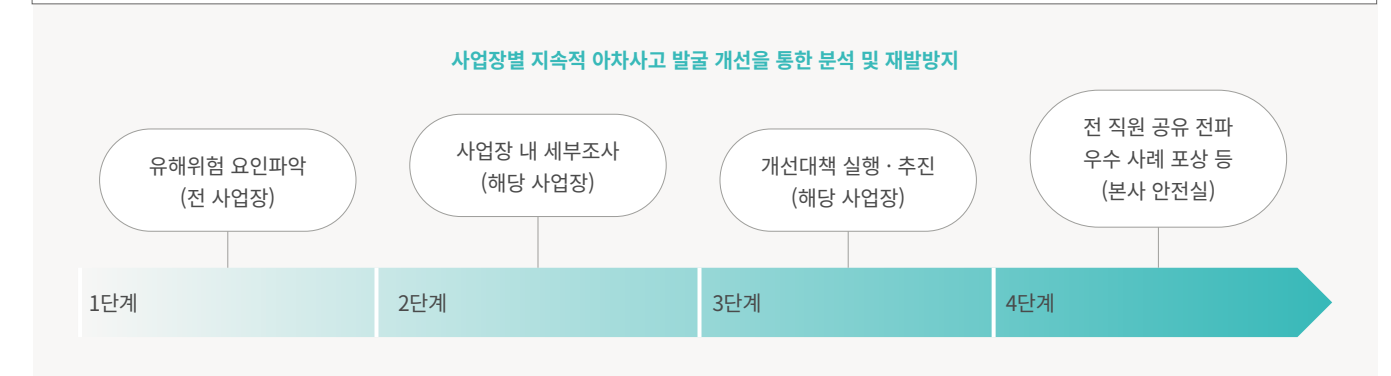 사업장별 지속적 아차사고 발굴 개선을 통한 분석 및 재발방지
유해위험 요인파악
(전 사업장)
사업장 내 세부조사
(해당 사업장)
개선대책 실행 · 추진
(해당 사업장)
전 직원 공유 전파
우수 사례 포상 등
(본사 안전실)
1단계
2단계
3단계
4단계